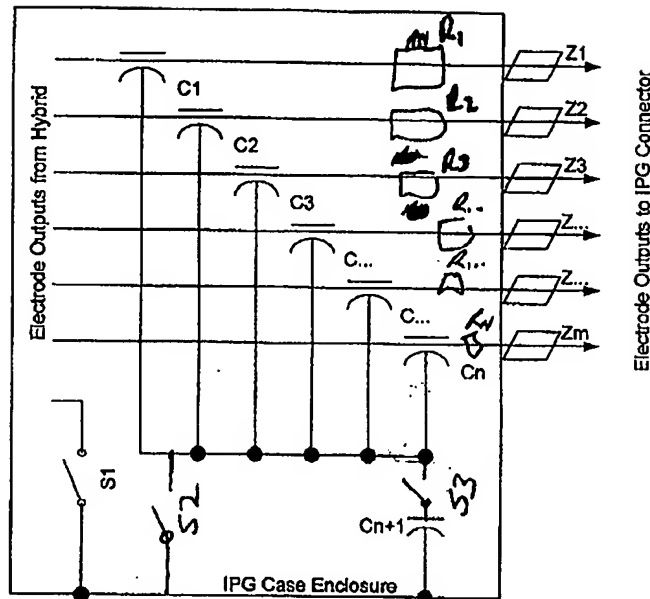 R1
Z1
C1
R2
Z2
C2
R3
Z3
C3
R...
Z...
C...
R...
Z...
C...
RN
Zm
Cn
S1
S2
S3
Cn+1
IPG Case Enclosure
Electrode Outputs from Hybrid
Electrode Outputs to IPG Connector